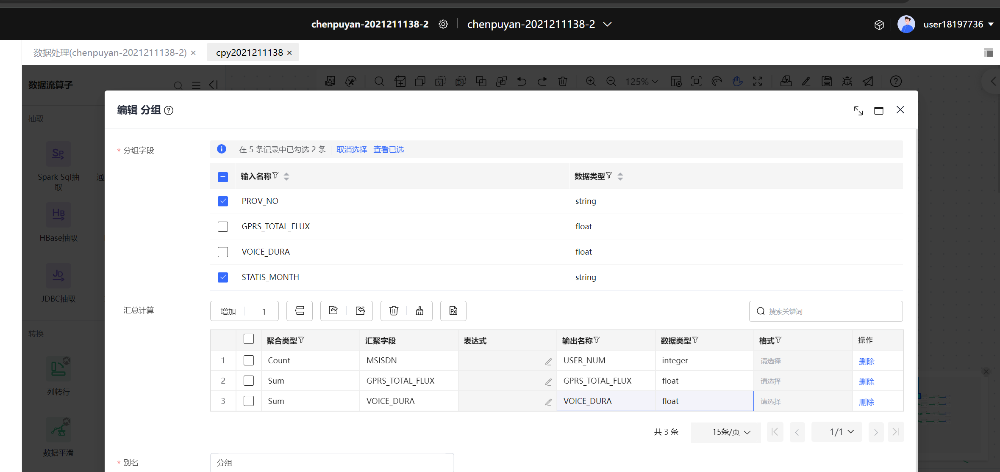 chenpuyan-2021211138-2 chenpuyan-2021211138-2 user18197736
数据处理(chenpuyan-2021211138-2) × cpy2021211138 ×
数据流算子 125%
编辑 分组
抽取
* 分组字段 在 5 条记录中已勾选 2 条 取消选择 查看已选
输入名称 数据类型
Spark Sql抽取 通
PROV_NO string
GPRS_TOTAL_FLUX float
HBase抽取
VOICE_DURA float
STATIS_MONTH string
JDBC抽取
汇总计算 增加 1 搜索关键词
转换
聚合类型 汇聚字段 表达式 输出名称 数据类型 格式 操作
1 Count MSISDN USER_NUM integer 请选择 删除
2 Sum GPRS_TOTAL_FLUX GPRS_TOTAL_FLUX float 请选择 删除
列转行
3 Sum VOICE_DURA VOICE_DURA float 请选择 删除
共 3 条 15条/页 1/1
数据平滑
* 别名 分组